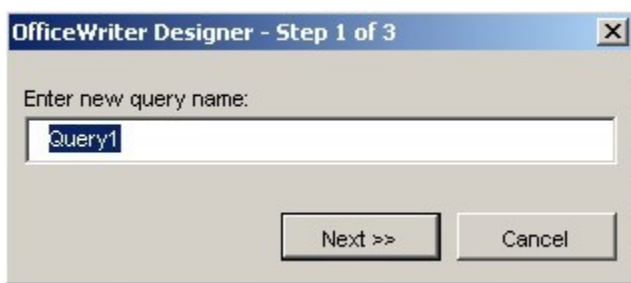 OfficeWriter Designer - Step 1 of 3
Enter new query name:
Query1
Next >> Cancel